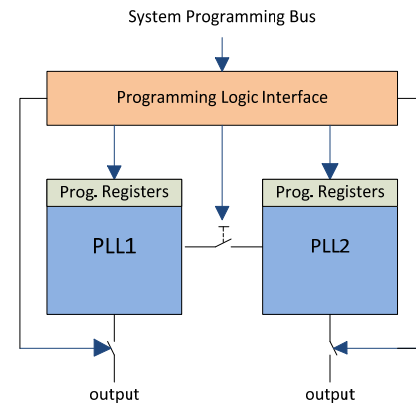 System Programming Bus
Programming Logic Interface
Prog. Registers
Prog. Registers
PLL1
PLL2
output
output